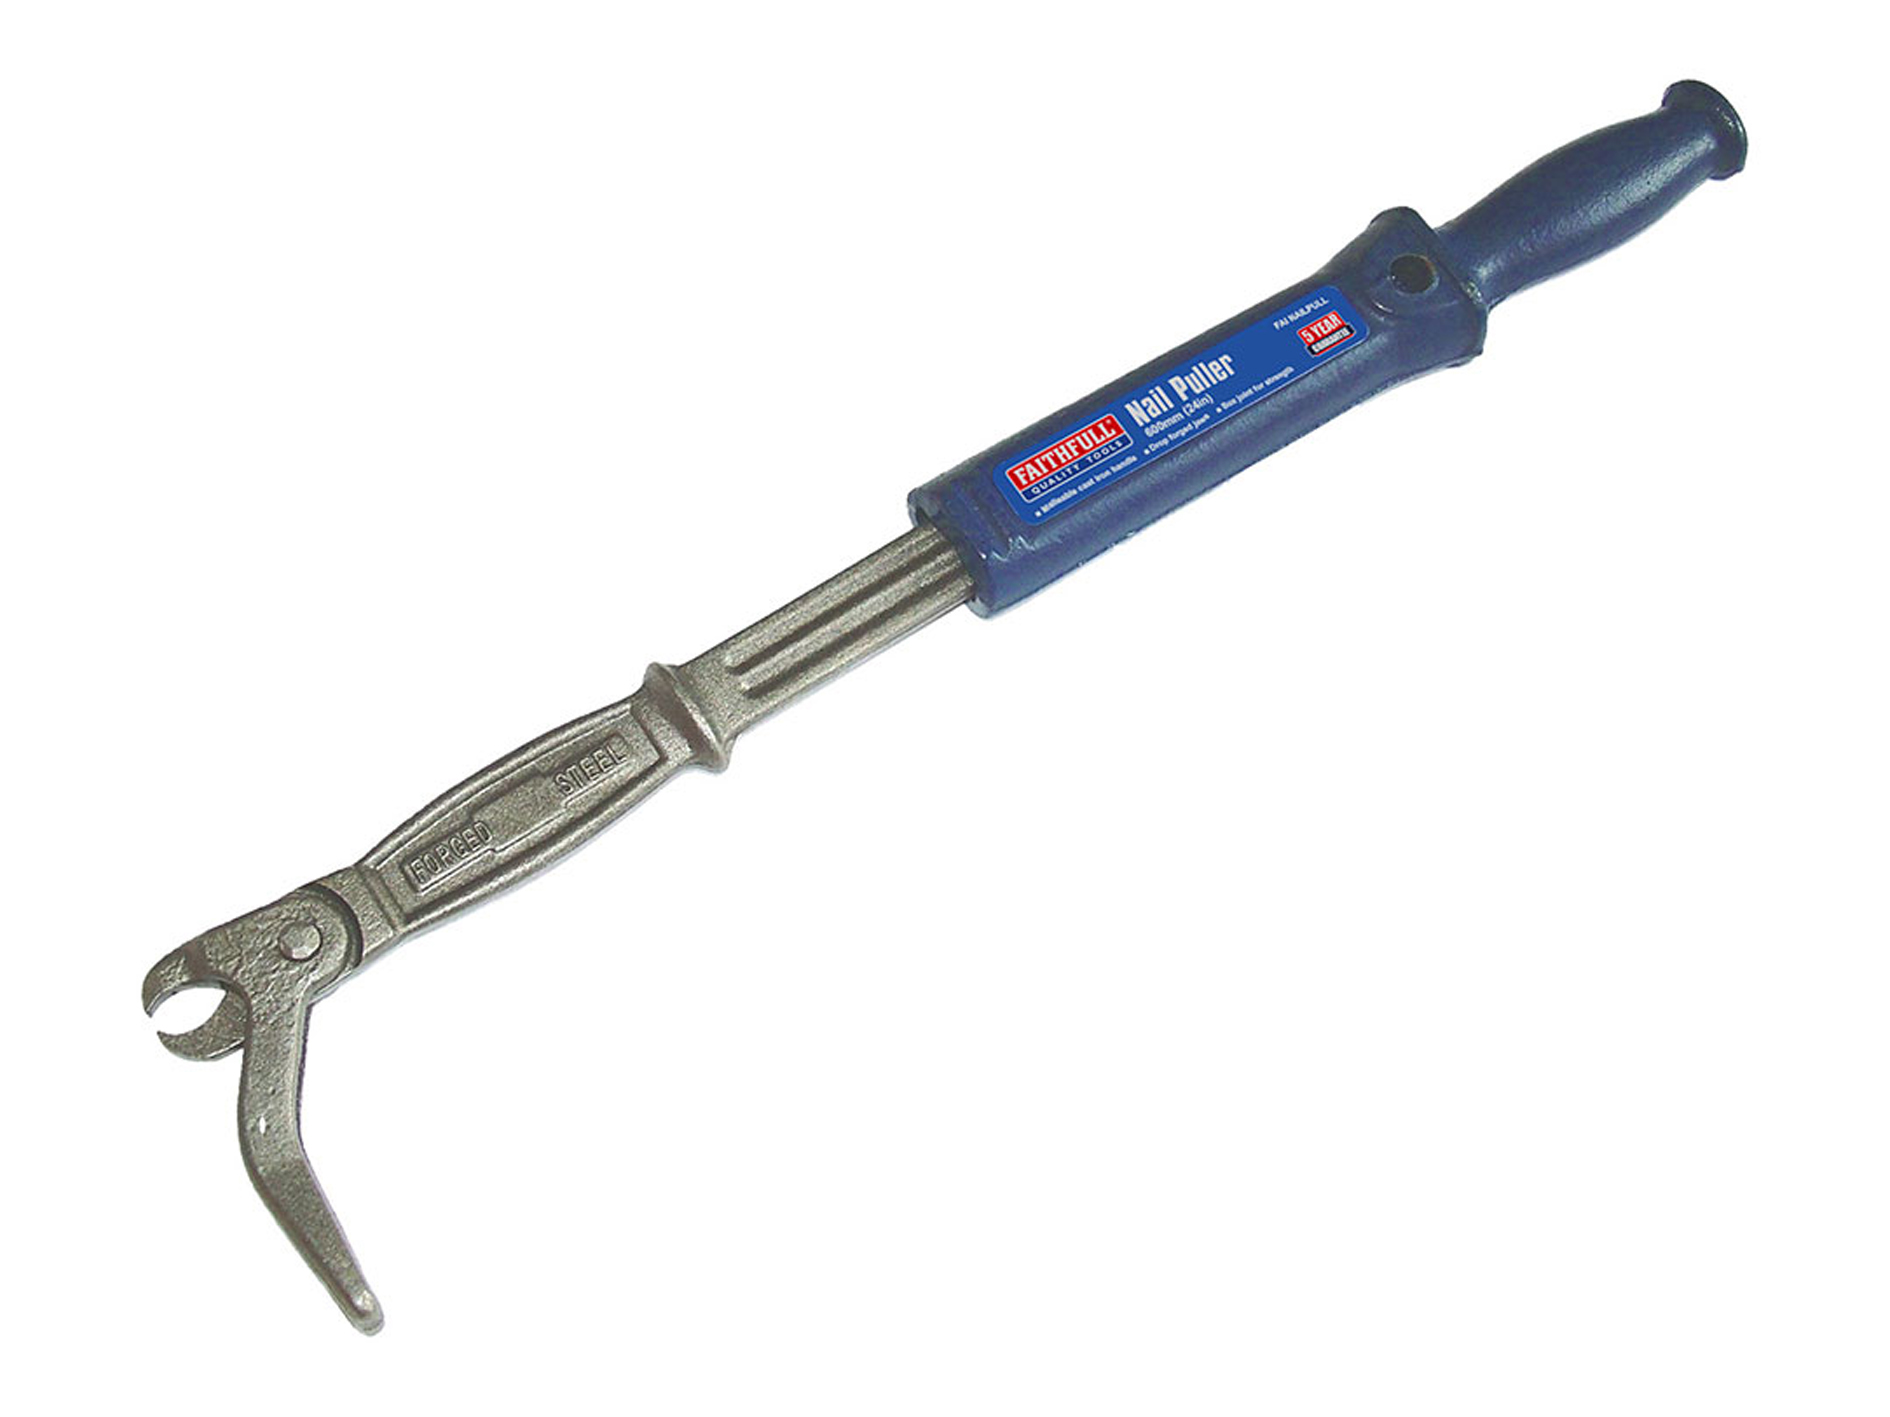 FAITHFULL
QUALITY TOOLS
Nail Puller
600mm (24in)
Malleable cast iron handle
Drop forged jaws
Box joint for strength
FAI NAILPULL
5 YEAR
GUARANTEE
FORGED STEEL